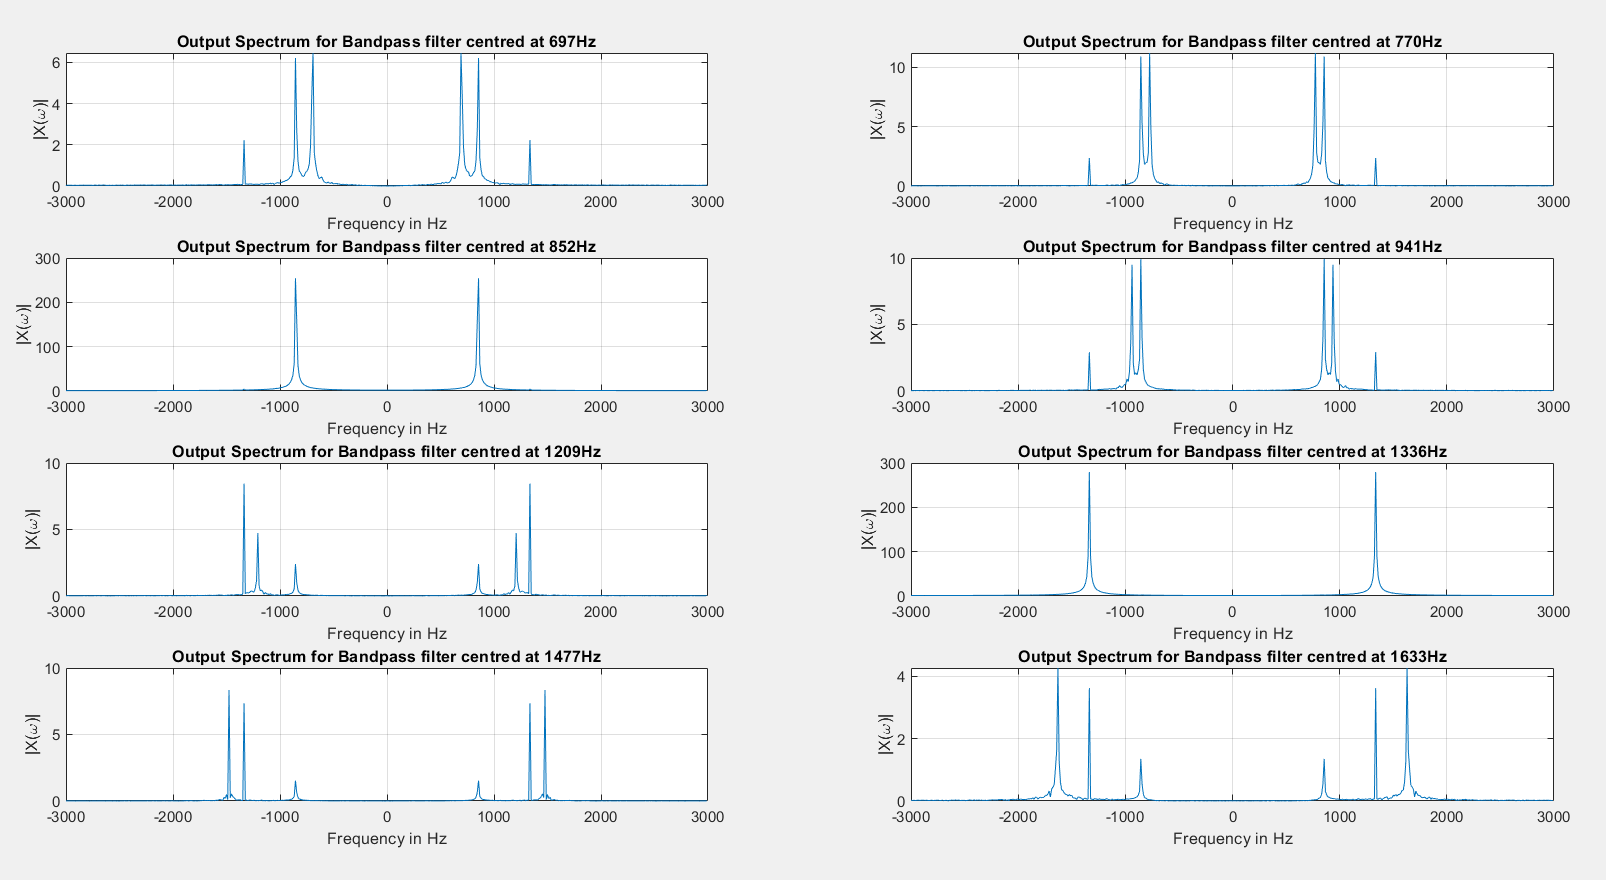 Output Spectrum for Bandpass filter centred at 697Hz
6
4
2
0
|X(ω)|
-3000 -2000 -1000 0 1000 2000 3000
Frequency in Hz
Output Spectrum for Bandpass filter centred at 770Hz
10
5
0
|X(ω)|
-3000 -2000 -1000 0 1000 2000 3000
Frequency in Hz
Output Spectrum for Bandpass filter centred at 852Hz
300
200
100
0
|X(ω)|
-3000 -2000 -1000 0 1000 2000 3000
Frequency in Hz
Output Spectrum for Bandpass filter centred at 941Hz
10
5
0
|X(ω)|
-3000 -2000 -1000 0 1000 2000 3000
Frequency in Hz
Output Spectrum for Bandpass filter centred at 1209Hz
10
5
0
|X(ω)|
-3000 -2000 -1000 0 1000 2000 3000
Frequency in Hz
Output Spectrum for Bandpass filter centred at 1336Hz
300
200
100
0
|X(ω)|
-3000 -2000 -1000 0 1000 2000 3000
Frequency in Hz
Output Spectrum for Bandpass filter centred at 1477Hz
10
5
0
|X(ω)|
-3000 -2000 -1000 0 1000 2000 3000
Frequency in Hz
Output Spectrum for Bandpass filter centred at 1633Hz
4
2
0
|X(ω)|
-3000 -2000 -1000 0 1000 2000 3000
Frequency in Hz